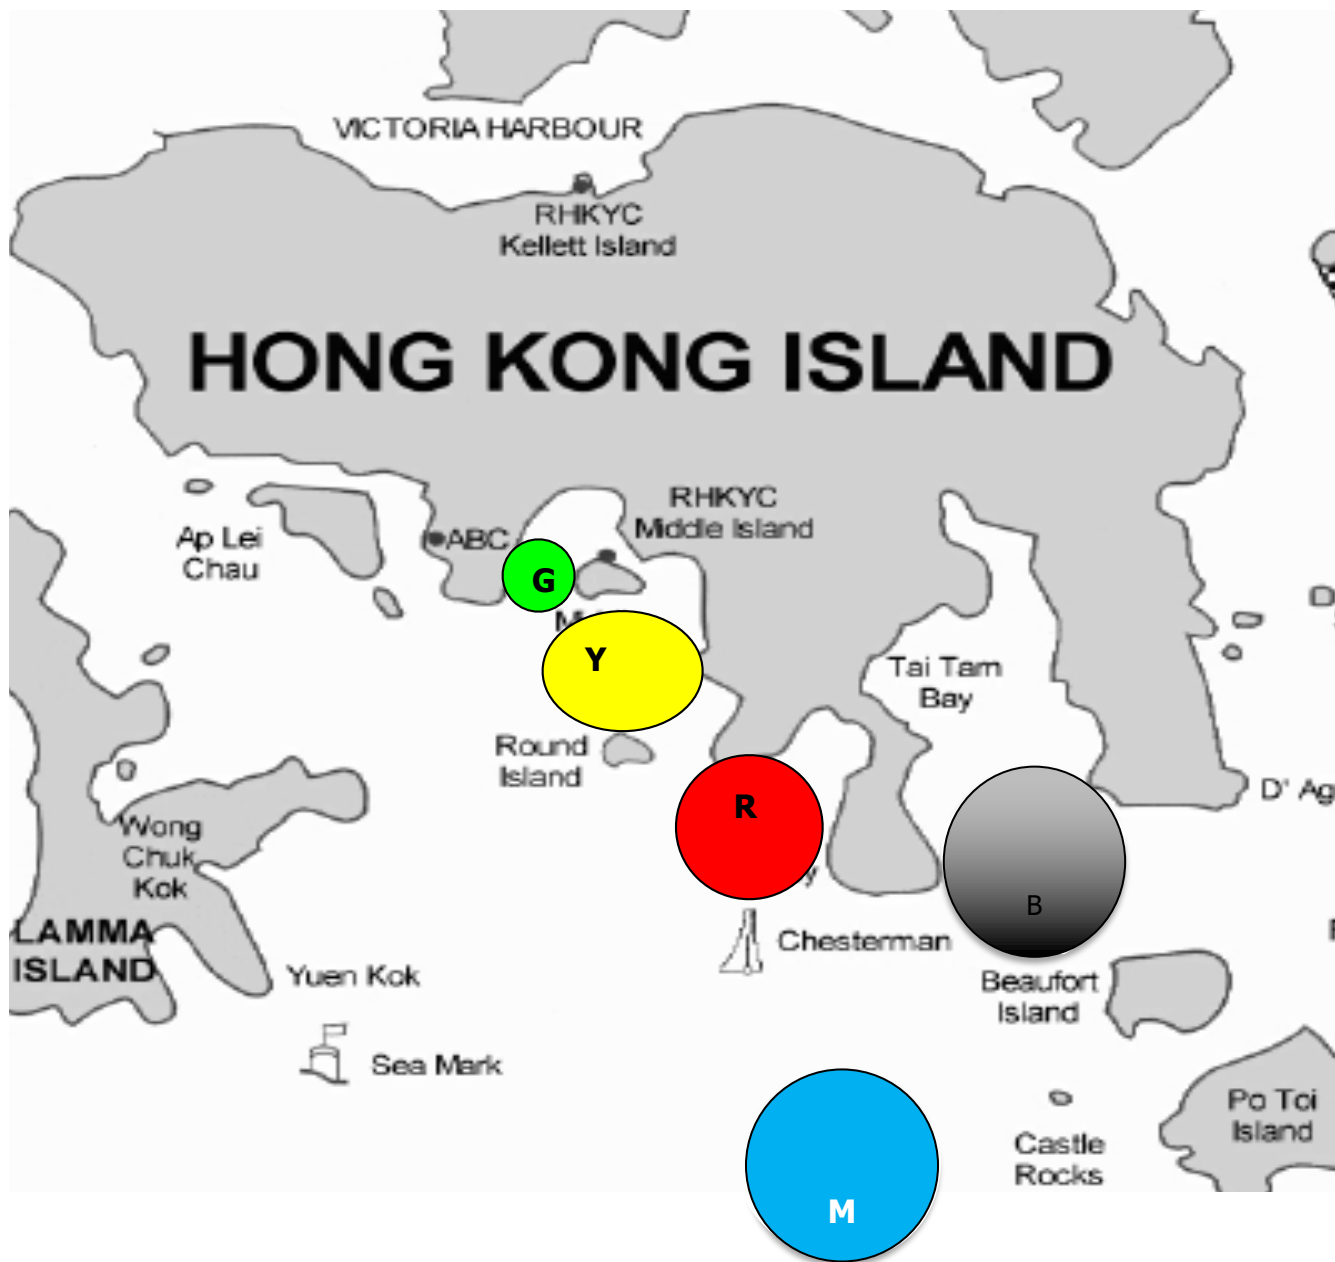 VICTORIA HARBOUR
RHKYC
Kellett Island
HONG KONG ISLAND
RHKYC
Middle Island
Ap Lei
Chau
ABC
G
Y
Tai Tam
Bay
Round
Island
R
D' Ag
Wong
Chuk
Kok
y
B
LAMMA
ISLAND
Chesterman
Yuen Kok
Beaufort
Island
Sea Mark
Po Toi
Island
Castle
Rocks
M